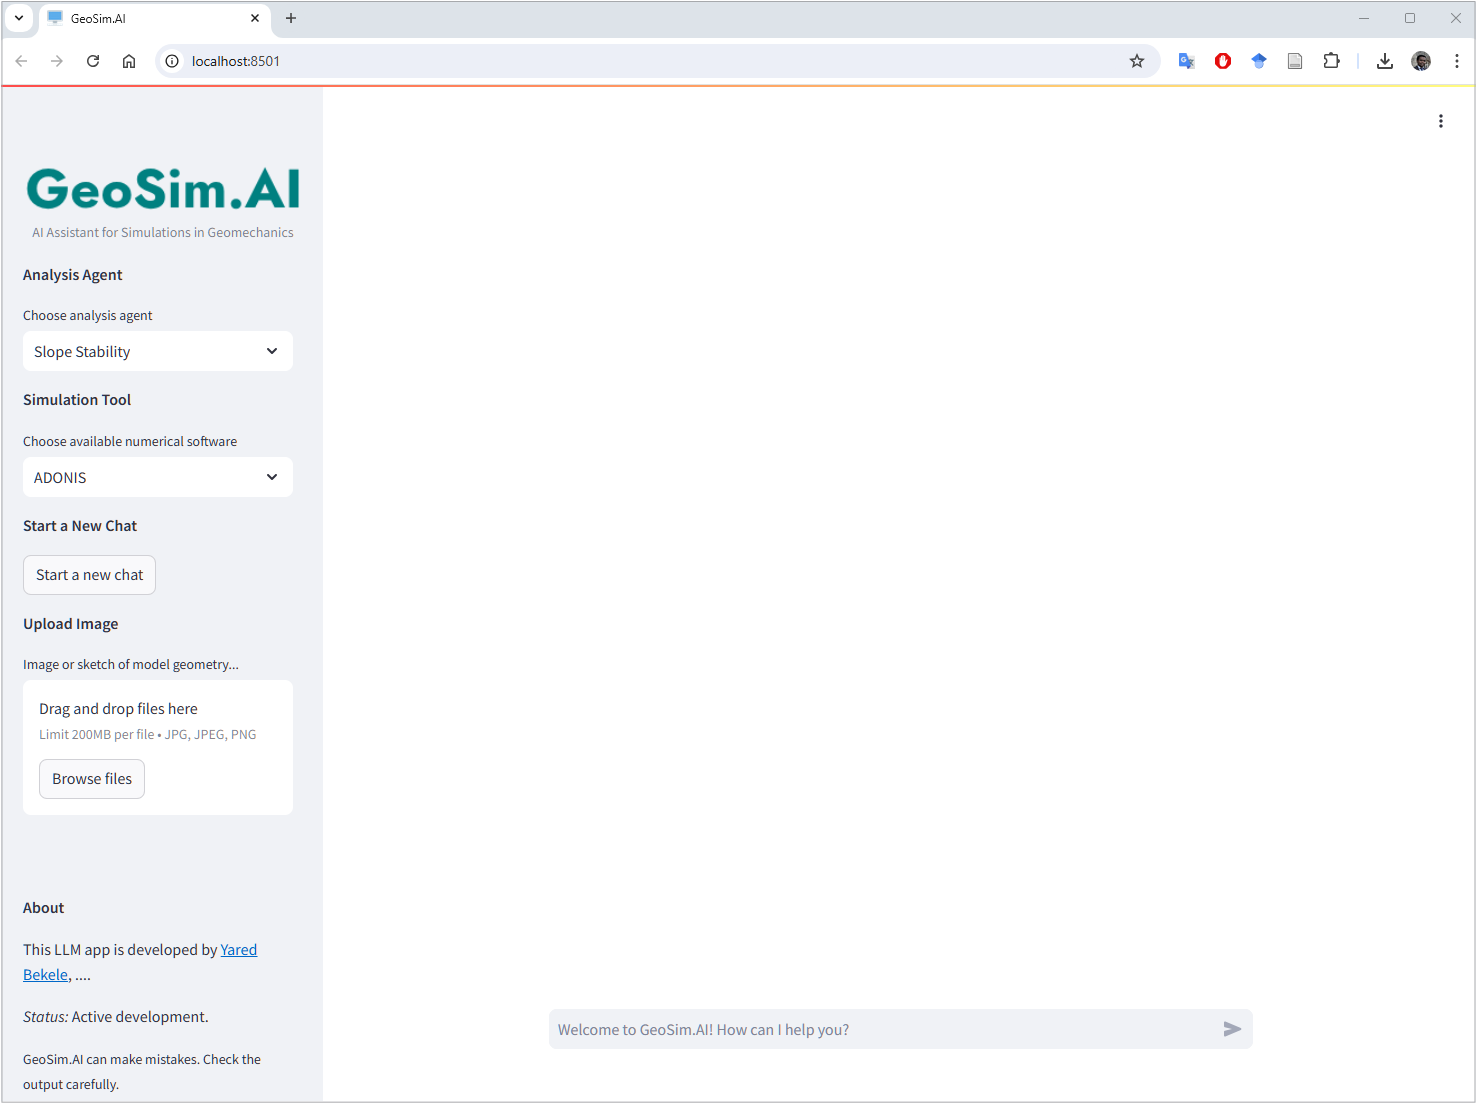 GeoSim.AI
localhost:8501
GeoSim.AI
AI Assistant for Simulations in Geomechanics
Analysis Agent
Choose analysis agent
Slope Stability
Simulation Tool
Choose available numerical software
ADONIS
Start a New Chat
Start a new chat
Upload Image
Image or sketch of model geometry...
Drag and drop files here
Limit 200MB per file • JPG, JPEG, PNG
Browse files
About
This LLM app is developed by Yared
Bekele, ....
Status: Active development.
GeoSim.AI can make mistakes. Check the
output carefully.
Welcome to GeoSim.AI! How can I help you?